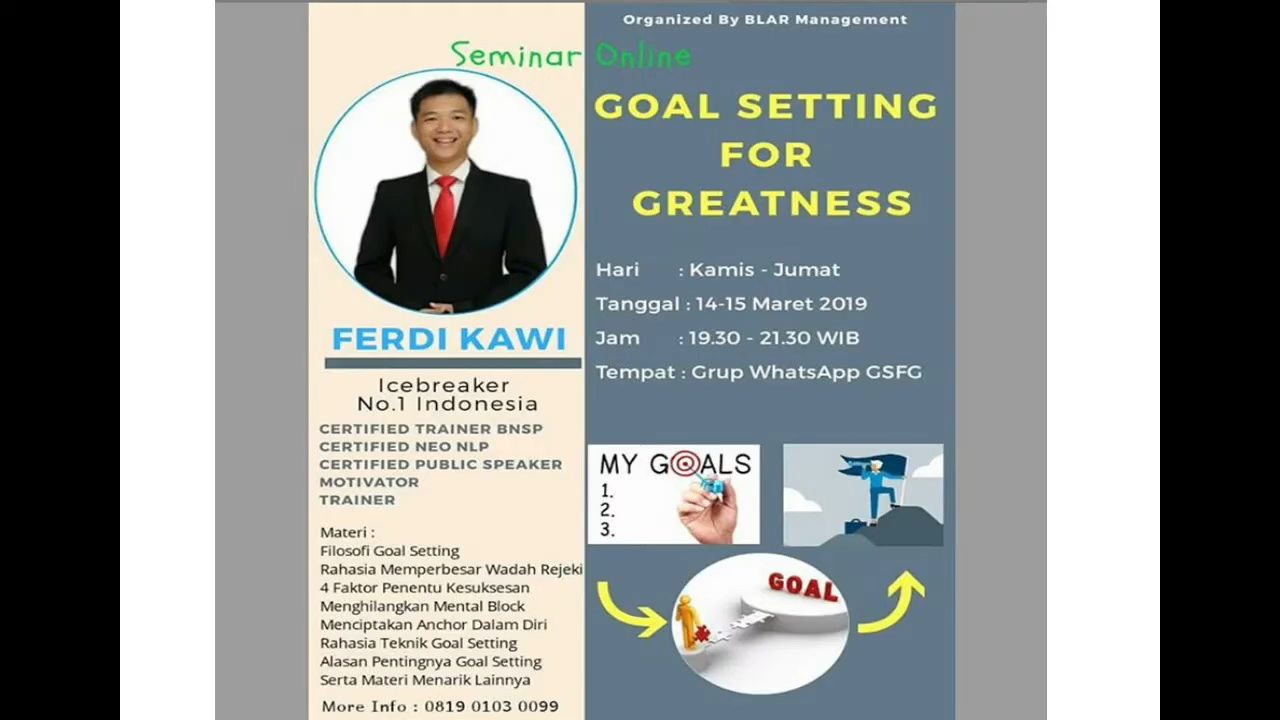 Organized By BLAR Management
Seminar Online
GOAL SETTING
FOR
GREATNESS
FERDI KAWI
Icebreaker
No.1 Indonesia
CERTIFIED TRAINER BNSP
CERTIFIED NEO NLP
CERTIFIED PUBLIC SPEAKER
MOTIVATOR
TRAINER
Materi :
Filosofi Goal Setting
Rahasia Memperbesar Wadah Rejeki
4 Faktor Penentu Kesuksesan
Menghilangkan Mental Block
Menciptakan Anchor Dalam Diri
Rahasia Teknik Goal Setting
Alasan Pentingnya Goal Setting
Serta Materi Menarik Lainnya
More Info : 0819 0103 0099
Hari : Kamis - Jumat
Tanggal : 14-15 Maret 2019
Jam : 19.30 - 21.30 WIB
Tempat : Grup WhatsApp GSFG
MY GOALS
1.
2.
3.
GOAL